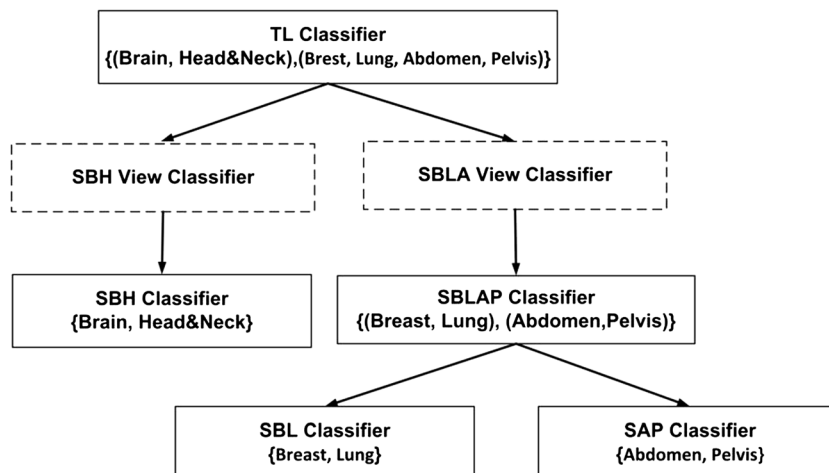 TL Classifier
{(Brain, Head&Neck),(Brest, Lung, Abdomen, Pelvis)}
SBH View Classifier
SBLA View Classifier
SBH Classifier
{Brain, Head&Neck}
SBLAP Classifier
{(Breast, Lung), (Abdomen,Pelvis)}
SBL Classifier
{Breast, Lung}
SAP Classifier
{Abdomen, Pelvis}